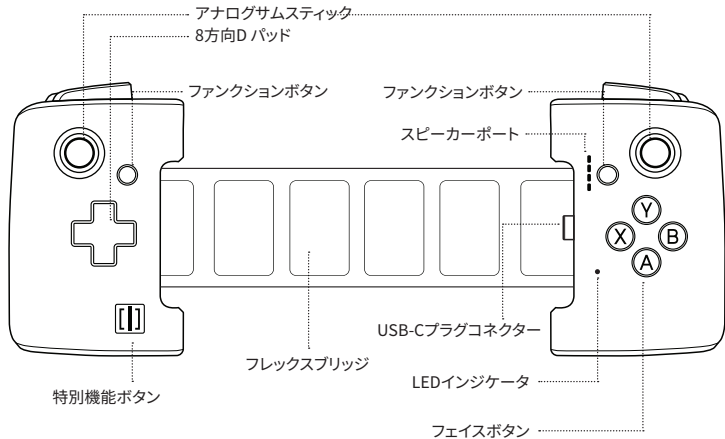 アナログサムスティック
8方向D パッド
ファンクションボタン
ファンクションボタン
スピーカーポート
Y
X
B
A
USB-Cプラグコネクター
フレックスブリッジ
LEDインジケータ
特別機能ボタン
フェイスボタン